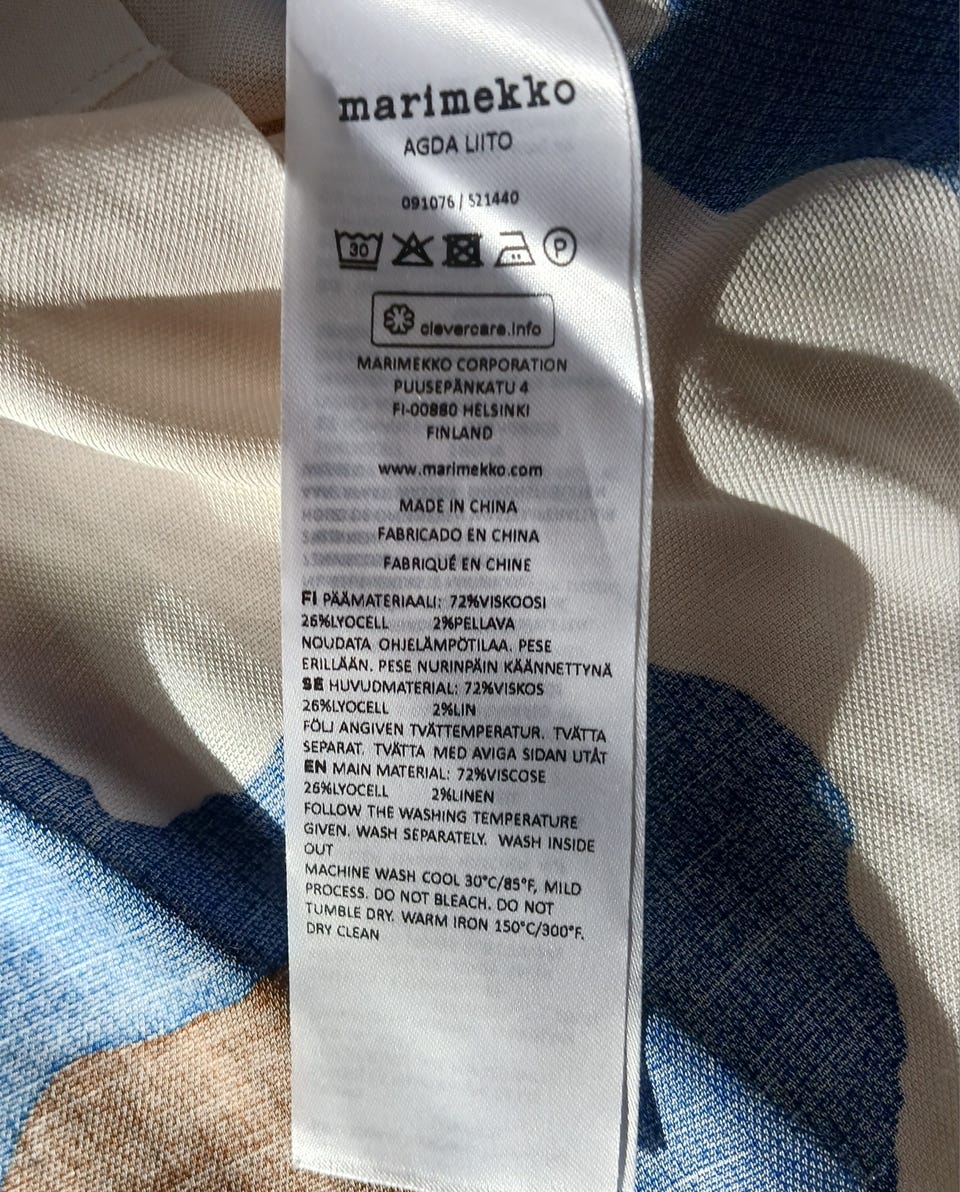 marimekko
AGDA LIITO
091076 / 521440
30 P
clevercare.info
MARIMEKKO CORPORATION
PUUSEPÄNKATU 4
FI-00880 HELSINKI
FINLAND
www.marimekko.com
MADE IN CHINA
FABRICADO EN CHINA
FABRIQUÉ EN CHINE
FI PÄÄMATERIAALI: 72%VISKOOSI
26%LYOCELL 2%PELLAVA
NOUDATA OHJELÄMPÖTILAA. PESE
ERILLÄÄN. PESE NURINPÄIN KÄÄNNETTYNÄ
SE HUVUDMATERIAL: 72%VISKOS
26%LYOCELL 2%LIN
FÖLJ ANGIVEN TVÄTTEMPERATUR. TVÄTTA
SEPARAT. TVÄTTA MED AVIGA SIDAN UTÅT
EN MAIN MATERIAL: 72%VISCOSE
26%LYOCELL 2%LINEN
FOLLOW THE WASHING TEMPERATURE
GIVEN. WASH SEPARATELY. WASH INSIDE
OUT
MACHINE WASH COOL 30°C/85°F, MILD
PROCESS. DO NOT BLEACH. DO NOT
TUMBLE DRY. WARM IRON 150°C/300°F.
DRY CLEAN